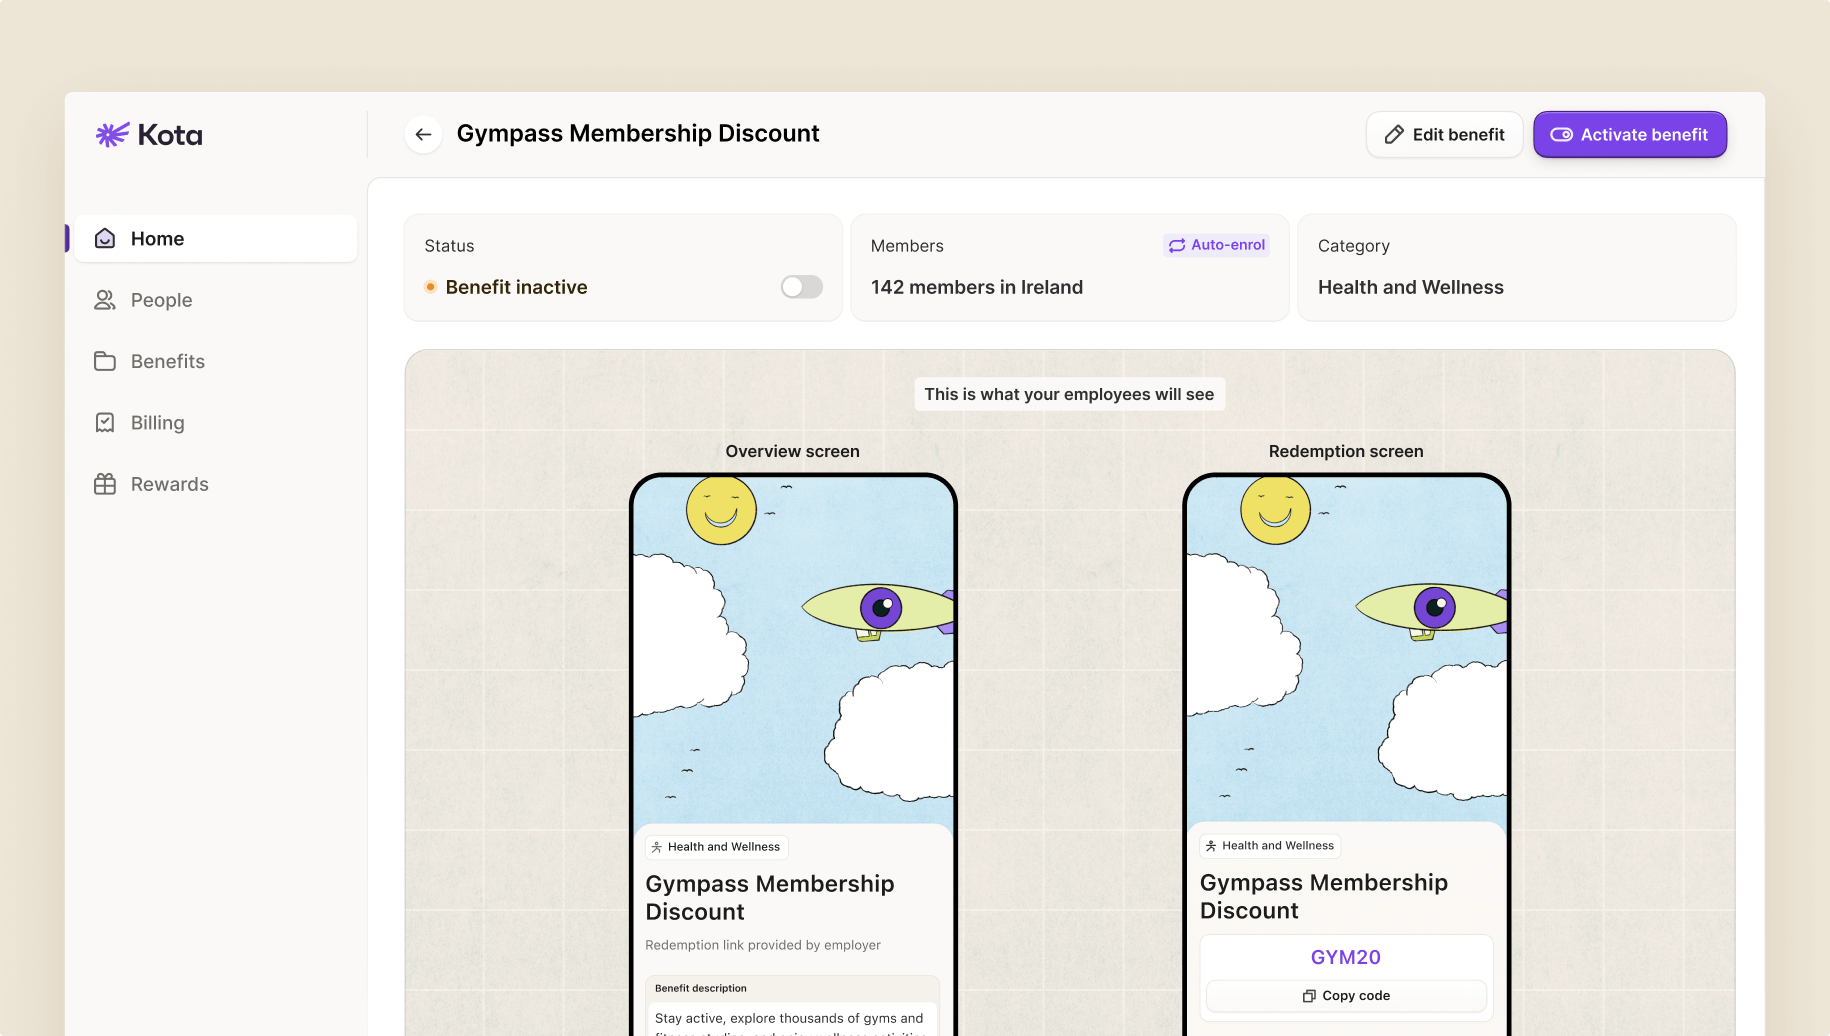 Kota
Gympass Membership Discount
Edit benefit
Activate benefit
Home
People
Benefits
Billing
Rewards
Status
Benefit inactive
Members
Auto-enrol
142 members in Ireland
Category
Health and Wellness
This is what your employees will see
Overview screen
Health and Wellness
Gympass Membership
Discount
Redemption link provided by employer
Benefit description
Stay active, explore thousands of gyms and
Redemption screen
Health and Wellness
Gympass Membership
Discount
GYM20
Copy code